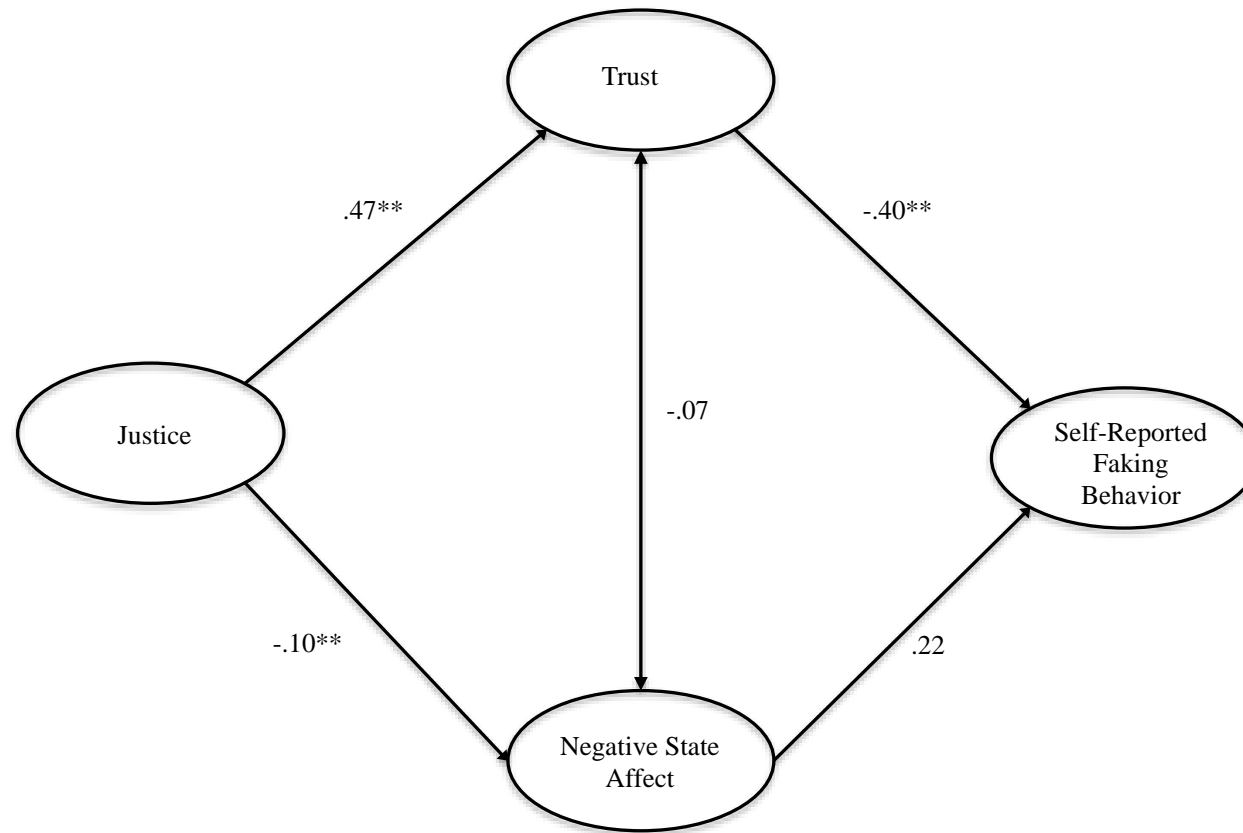 Trust
.47**
-.40**
Justice
-.07
Self-Reported
Faking
Behavior
-.10**
.22
Negative State
Affect